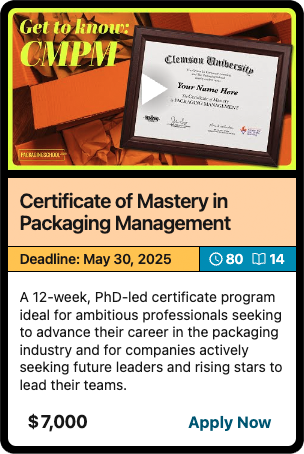 Get to know:
CMPM
Clemson University
Your Name Here
A PACKAGING MANAGEMENT
PACKAGINGSCHOOL
Certificate of Mastery in
Packaging Management
Deadline: May 30, 2025
80 14
A 12-week, PhD-led certificate program
ideal for ambitious professionals seeking
to advance their career in the packaging
industry and for companies actively
seeking future leaders and rising stars to
lead their teams.
$7,000
Apply Now